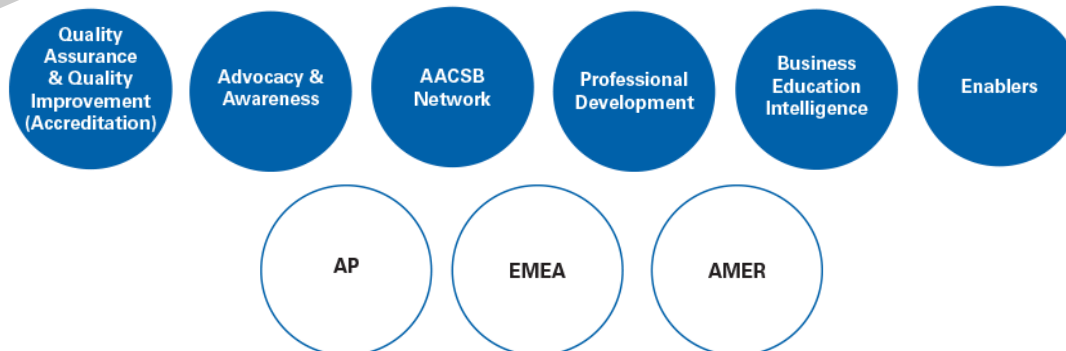 Quality
Assurance
& Quality
Improvement
(Accreditation)
Advocacy &
Awareness
AACSB
Network
Professional
Development
Business
Education
Intelligence
Enablers
AP
EMEA
AMER